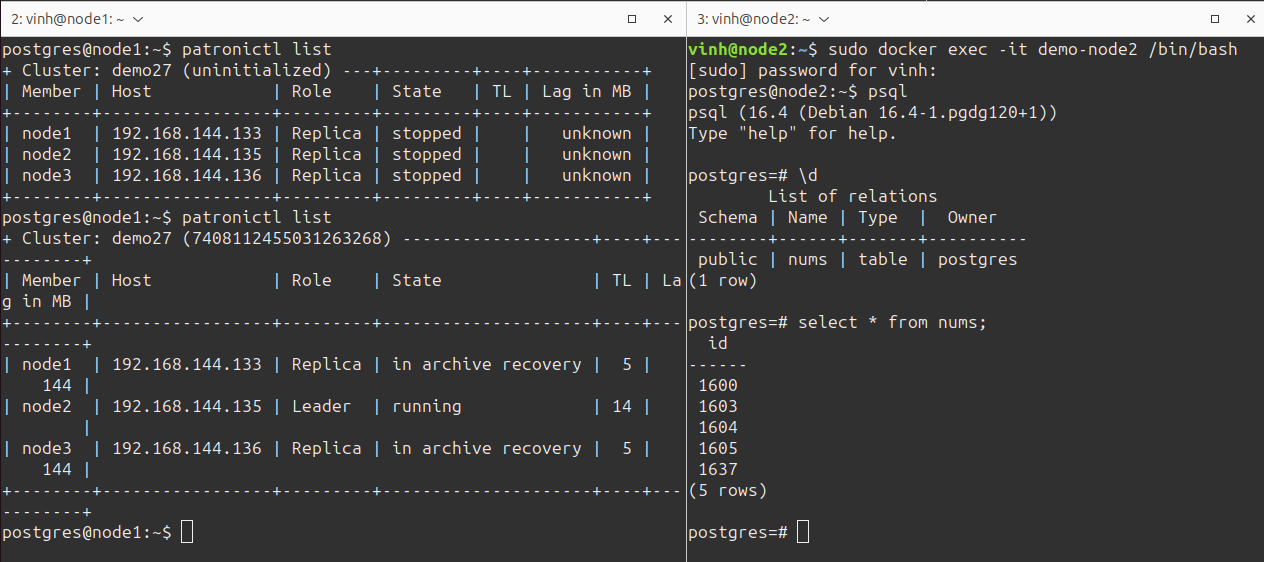 2: vinh@node1: ~
postgres@node1:~$ patronictl list
+ Cluster: demo27 (uninitialized) ---+---------+----+-----------+
| Member | Host            | Role    | State   | TL | Lag in MB |
+--------+-----------------+---------+---------+----+-----------+
| node1  | 192.168.144.133 | Replica | stopped |    |   unknown |
| node2  | 192.168.144.135 | Replica | stopped |    |   unknown |
| node3  | 192.168.144.136 | Replica | stopped |    |   unknown |
+--------+-----------------+---------+---------+----+-----------+
postgres@node1:~$ patronictl list
+ Cluster: demo27 (7408112455031263268) -------------------+----+---
--------+
| Member | Host            | Role    | State               | TL | La
g in MB |
+--------+-----------------+---------+---------------------+----+---
--------+
| node1  | 192.168.144.133 | Replica | in archive recovery |  5 |
    144 |
| node2  | 192.168.144.135 | Leader  | running             | 14 |
        |
| node3  | 192.168.144.136 | Replica | in archive recovery |  5 |
    144 |
+--------+-----------------+---------+---------------------+----+---
--------+
postgres@node1:~$
3: vinh@node2: ~
vinh@node2:~$ sudo docker exec -it demo-node2 /bin/bash
[sudo] password for vinh:
postgres@node2:~$ psql
psql (16.4 (Debian 16.4-1.pgdg120+1))
Type "help" for help.
postgres=# \d
        List of relations
 Schema | Name | Type  |  Owner
--------+------+-------+----------
 public | nums | table | postgres
(1 row)
postgres=# select * from nums;
  id
------
 1600
 1603
 1604
 1605
 1637
(5 rows)
postgres=#